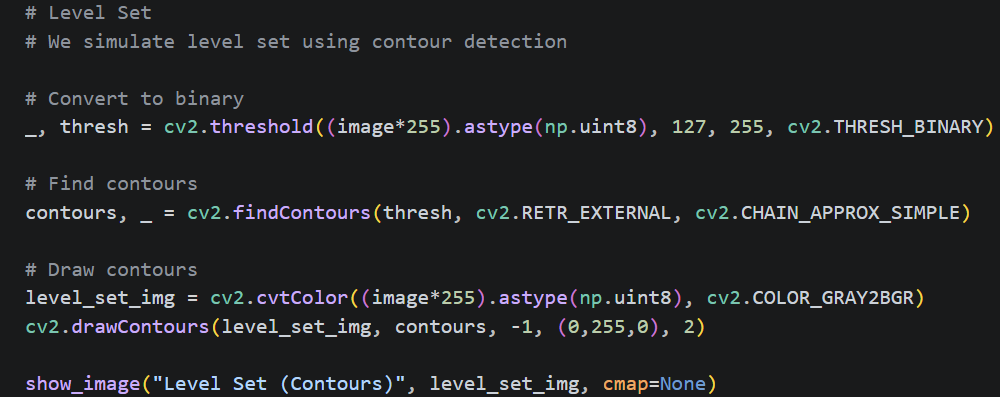 # Level Set
# We simulate level set using contour detection
# Convert to binary
_, thresh = cv2.threshold((image*255).astype(np.uint8), 127, 255, cv2.THRESH_BINARY)
# Find contours
contours, _ = cv2.findContours(thresh, cv2.RETR_EXTERNAL, cv2.CHAIN_APPROX_SIMPLE)
# Draw contours
level_set_img = cv2.cvtColor((image*255).astype(np.uint8), cv2.COLOR_GRAY2BGR)
cv2.drawContours(level_set_img, contours, -1, (0,255,0), 2)
show_image("Level Set (Contours)", level_set_img, cmap=None)